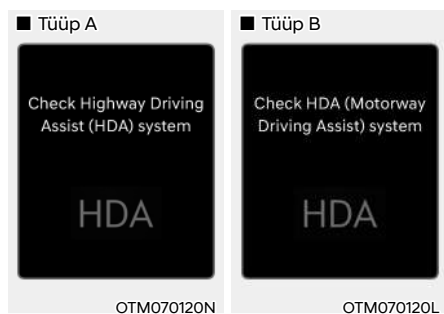 ■ Tüüp A
Check Highway Driving
Assist (HDA) system
HDA
OTM070120N
■ Tüüp B
Check HDA (Motorway
Driving Assist) system
HDA
OTM070120L